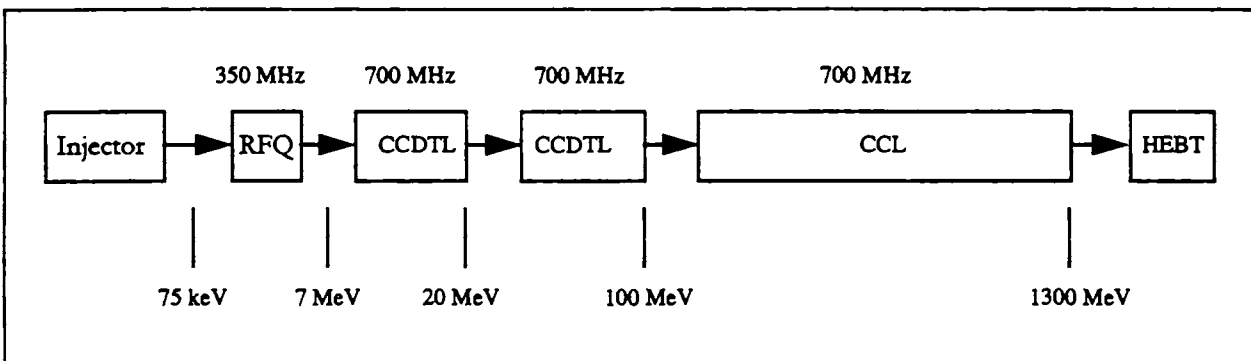 350 MHz 700 MHz 700 MHz 700 MHz
Injector RFQ CCDTL CCDTL CCL HEBT
75 keV 7 MeV 20 MeV 100 MeV 1300 MeV